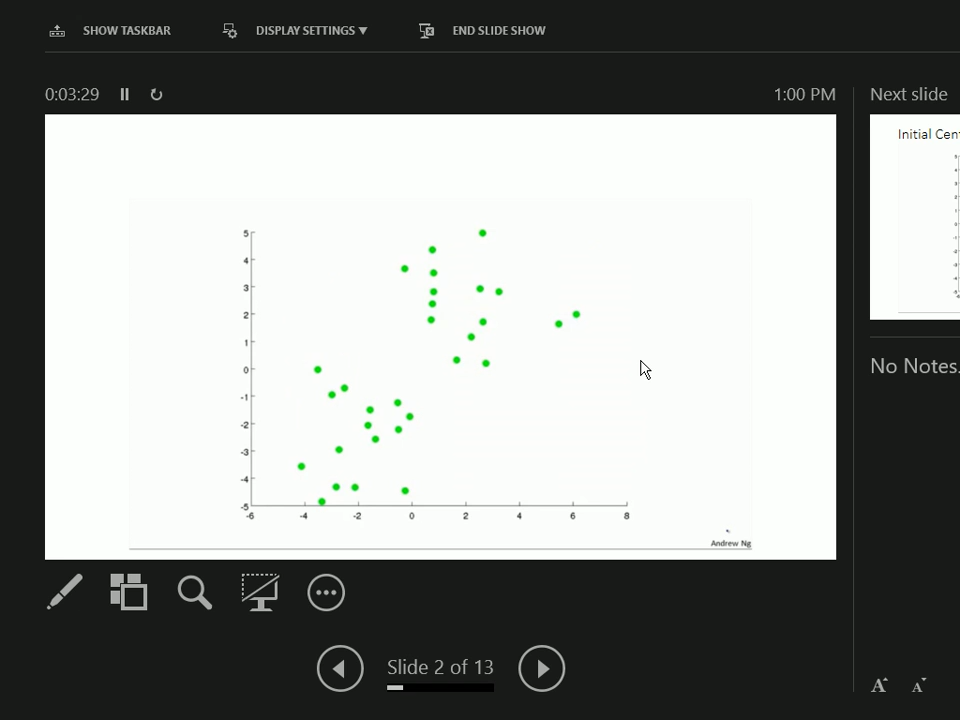 SHOW TASKBAR DISPLAY SETTINGS ▼ END SLIDE SHOW
0:03:29 1:00 PM Next slide
Initial Cen
5
4
3
2
1
0
-1
-2
-3
-4
-5
-6 -4 -2 0 2 4 6 8
Andrew Ng
No Notes.
Slide 2 of 13
A A